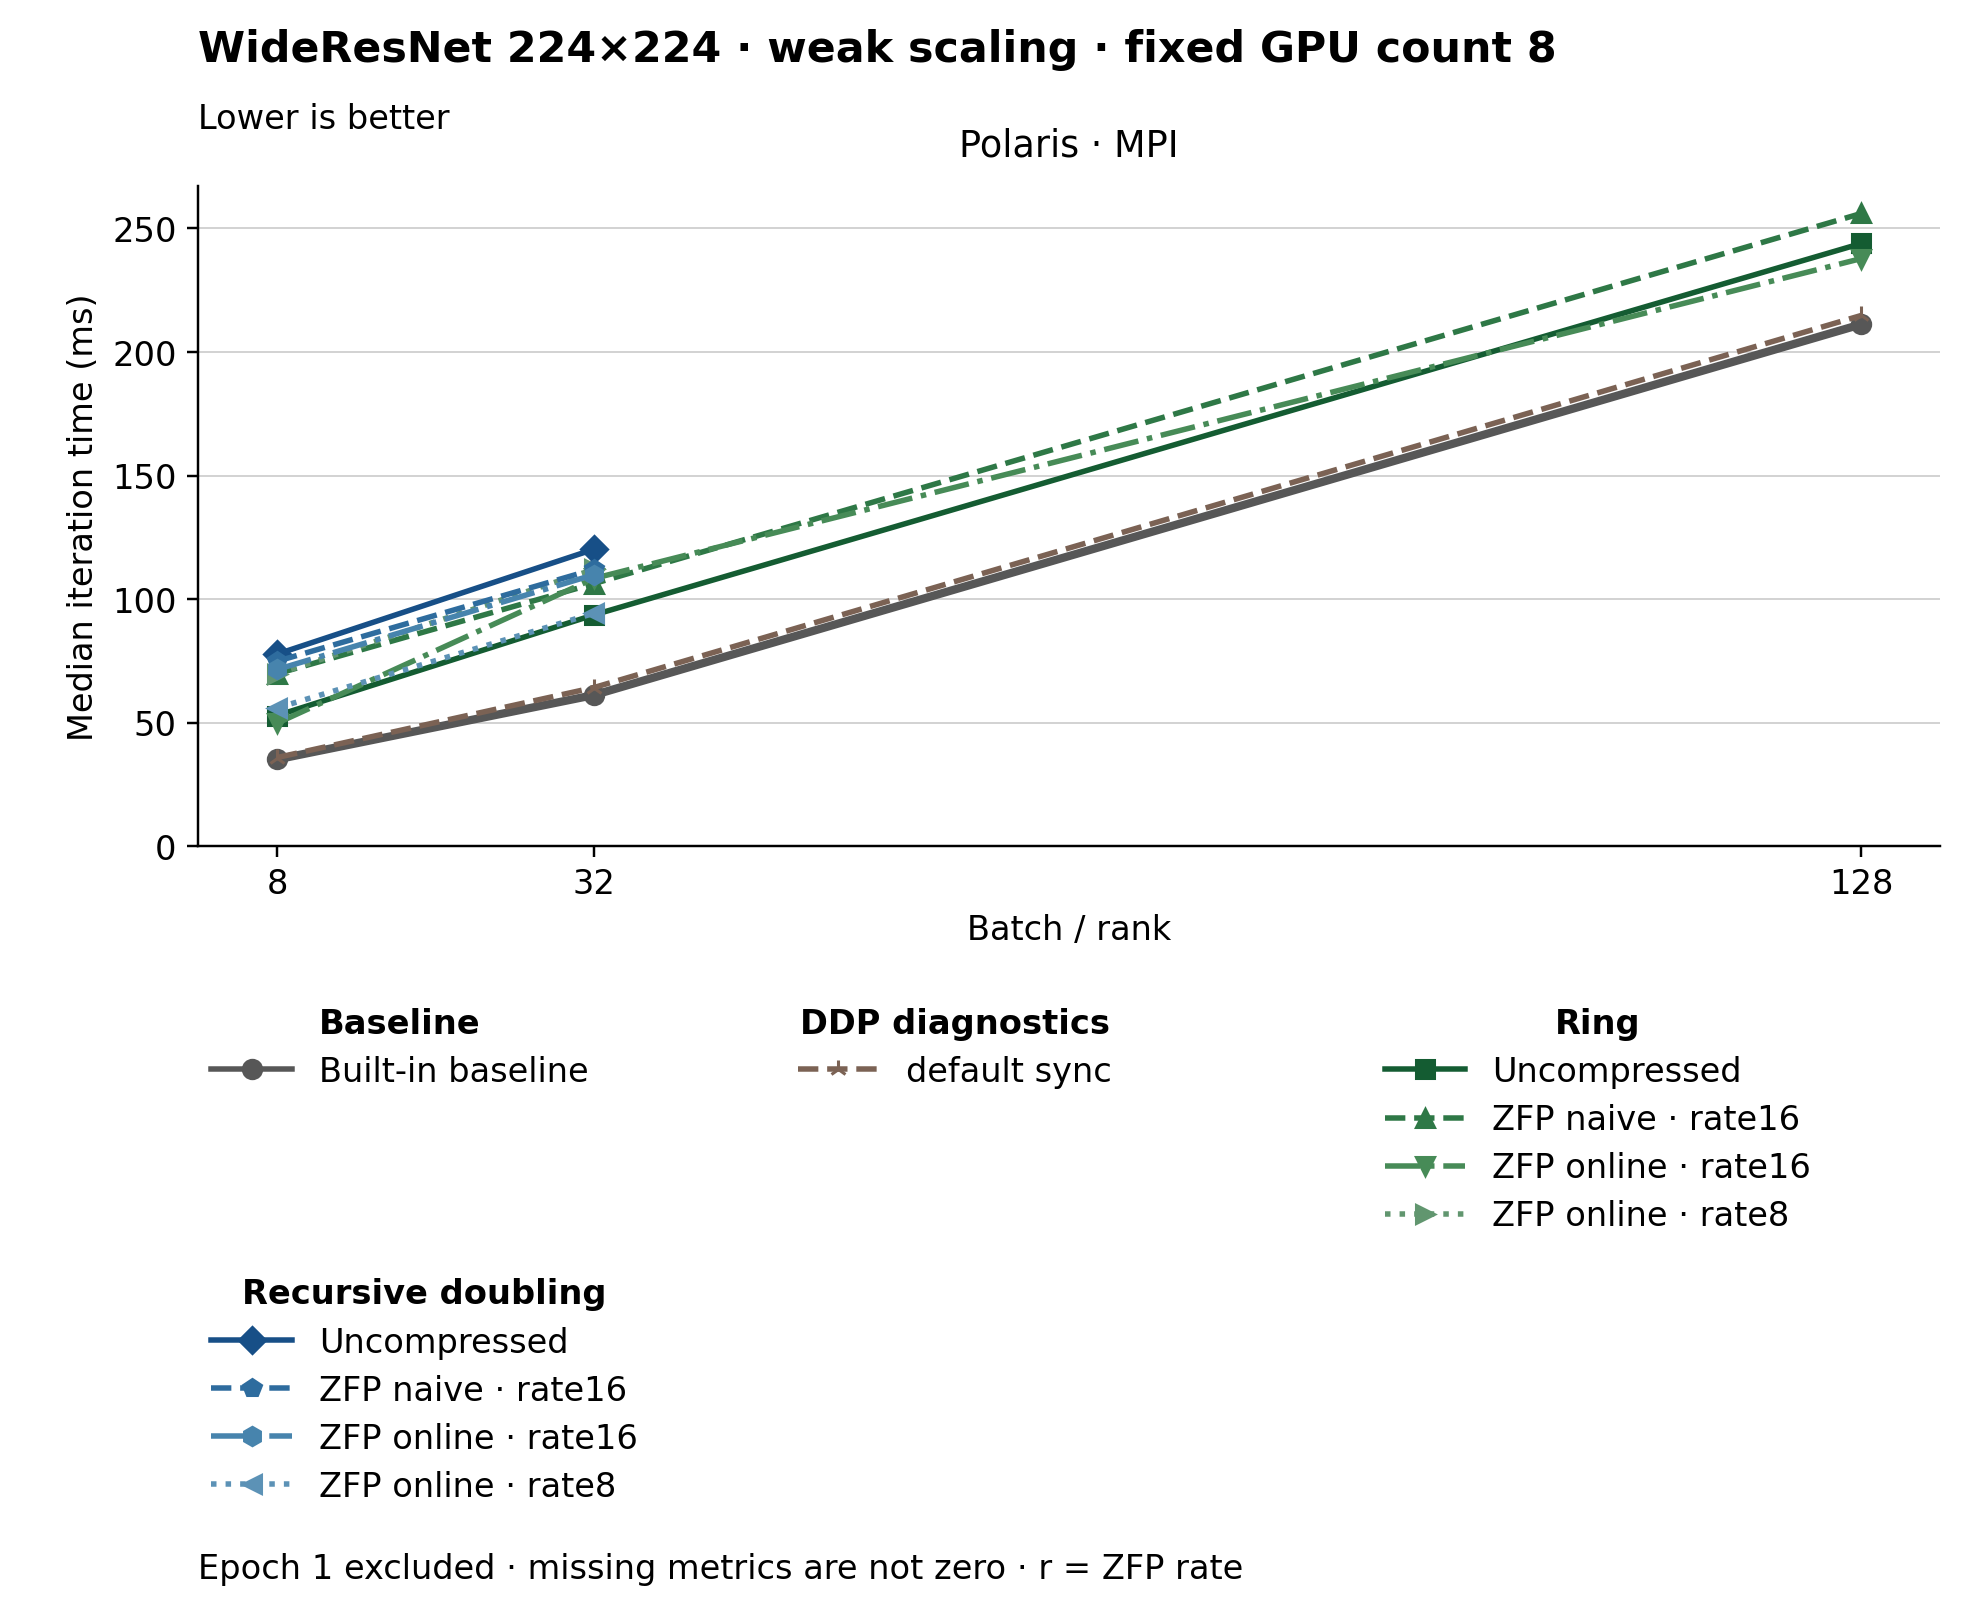 WideResNet 224×224 · weak scaling · fixed GPU count 8
Lower is better
Polaris · MPI
Median iteration time (ms)
250
200
150
100
50
0
8 32 128
Batch / rank
Baseline
Built-in baseline
DDP diagnostics
default sync
Ring
Uncompressed
ZFP naive · rate16
ZFP online · rate16
ZFP online · rate8
Recursive doubling
Uncompressed
ZFP naive · rate16
ZFP online · rate16
ZFP online · rate8
Epoch 1 excluded · missing metrics are not zero · r = ZFP rate